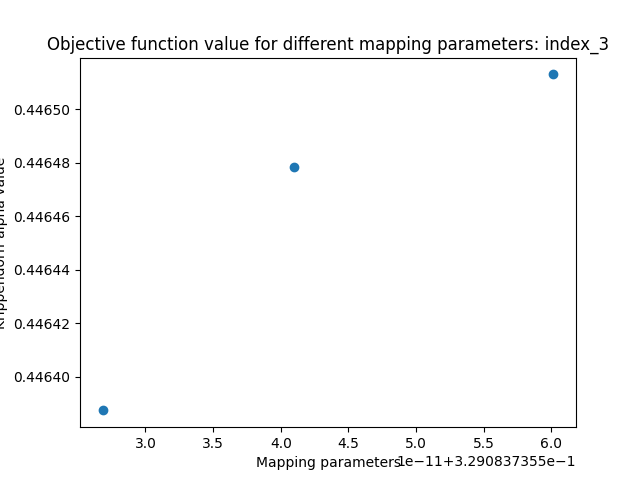 Objective function value for different mapping parameters: index_3
Krippendorff alpha value
0.44650
0.44648
0.44646
0.44644
0.44642
0.44640
3.0 3.5 4.0 4.5 5.0 5.5 6.0
Mapping parameters 1e−11+3.290837355e−1